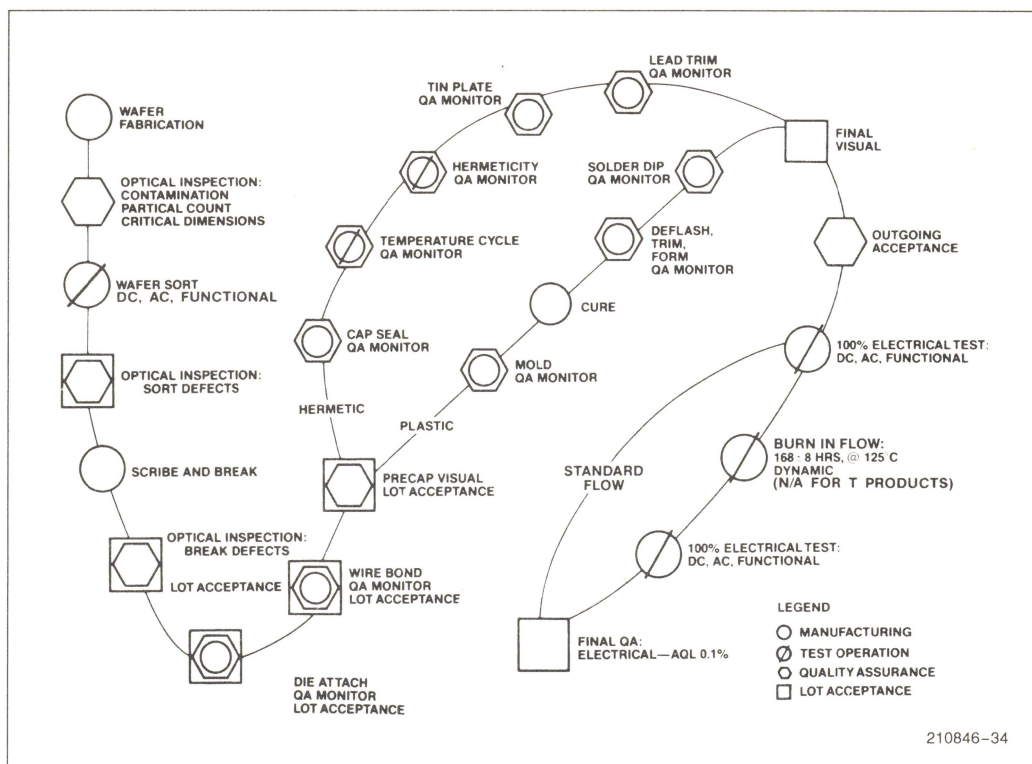 WAFER
FABRICATION
OPTICAL INSPECTION:
CONTAMINATION
PARTICAL COUNT
CRITICAL DIMENSIONS
WAFER SORT
DC, AC, FUNCTIONAL
OPTICAL INSPECTION:
SORT DEFECTS
SCRIBE AND BREAK
OPTICAL INSPECTION:
BREAK DEFECTS
LOT ACCEPTANCE
DIE ATTACH
QA MONITOR
LOT ACCEPTANCE
WIRE BOND
QA MONITOR
LOT ACCEPTANCE
PRECAP VISUAL
LOT ACCEPTANCE
HERMETIC
CAP SEAL
QA MONITOR
TEMPERATURE CYCLE
QA MONITOR
HERMETICITY
QA MONITOR
TIN PLATE
QA MONITOR
LEAD TRIM
QA MONITOR
PLASTIC
MOLD
QA MONITOR
CURE
DEFLASH,
TRIM,
FORM
QA MONITOR
SOLDER DIP
QA MONITOR
FINAL
VISUAL
OUTGOING
ACCEPTANCE
100% ELECTRICAL TEST:
DC, AC, FUNCTIONAL
STANDARD
FLOW
BURN IN FLOW:
168 : 8 HRS, @ 125 C
DYNAMIC
(N/A FOR T PRODUCTS)
100% ELECTRICAL TEST:
DC, AC, FUNCTIONAL
FINAL QA:
ELECTRICAL—AQL 0.1%
LEGEND
MANUFACTURING
TEST OPERATION
QUALITY ASSURANCE
LOT ACCEPTANCE
210846-34